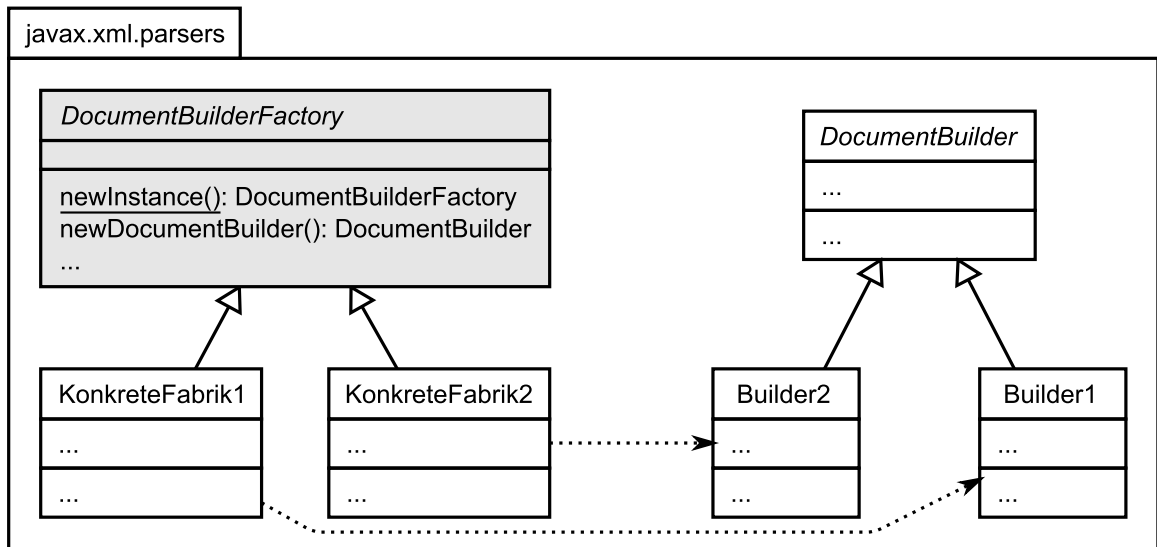 javax.xml.parsers
DocumentBuilderFactory
newInstance(): DocumentBuilderFactory
newDocumentBuilder(): DocumentBuilder
...
DocumentBuilder
...
...
KonkreteFabrik1
...
...
KonkreteFabrik2
...
...
Builder2
...
...
Builder1
...
...